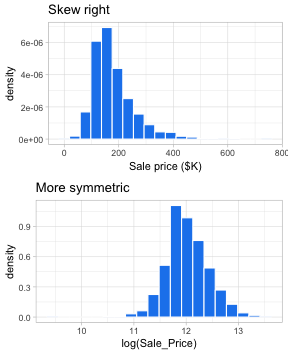 Skew right
6e-06
4e-06
2e-06
0e+00
density
0 200 400 600 800
Sale price ($K)
More symmetric
0.9
0.6
0.3
0.0
density
10 11 12 13
log(Sale_Price)